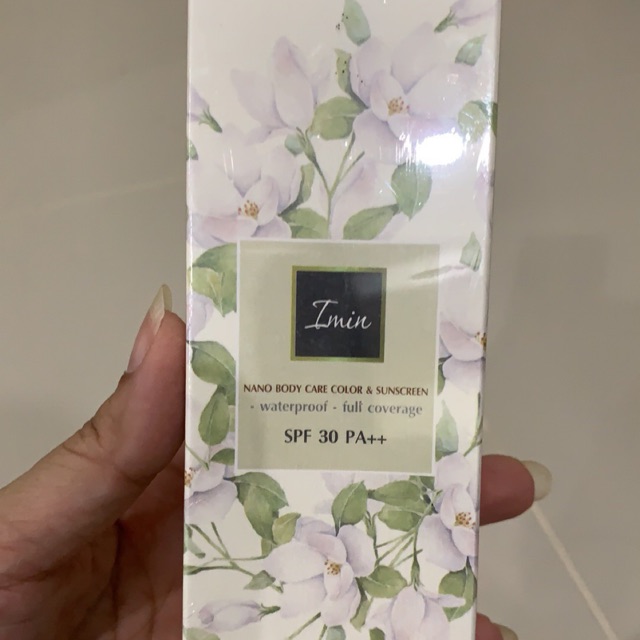 Imin
NANO BODY CARE COLOR & SUNSCREEN
- waterproof - full coverage
SPF 30 PA++